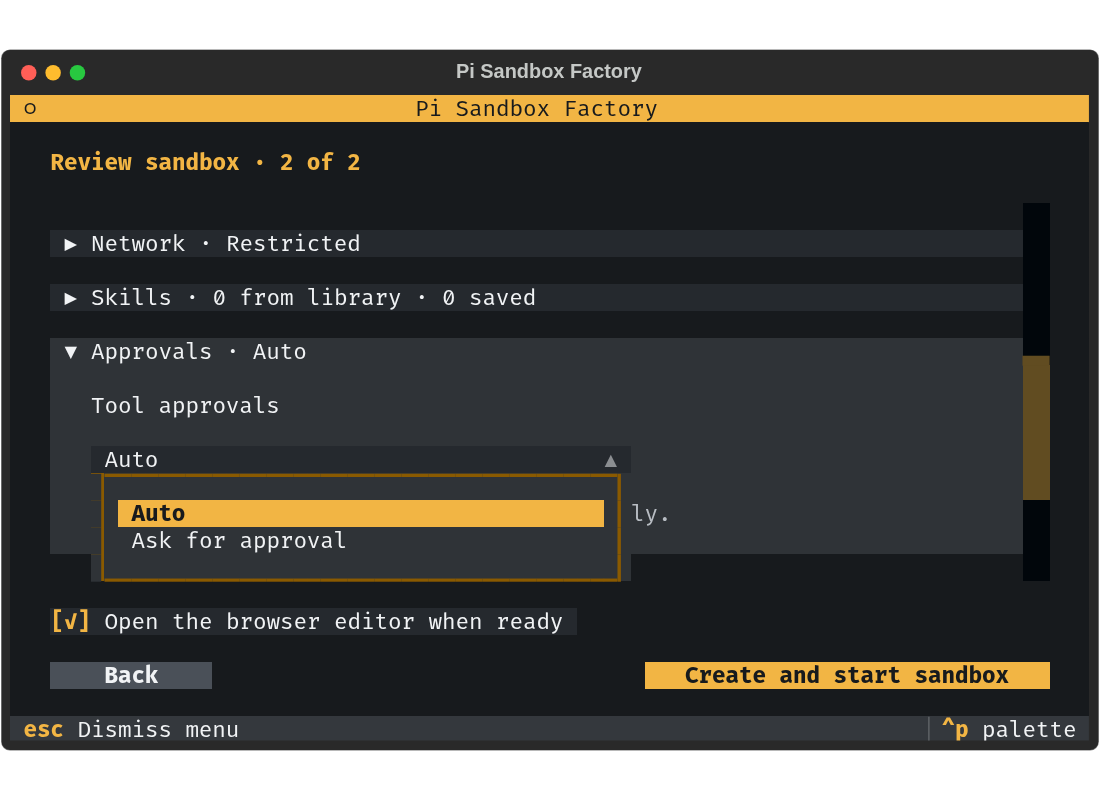 Pi Sandbox Factory
O Pi Sandbox Factory
Review sandbox · 2 of 2
▶ Network · Restricted
▶ Skills · 0 from library · 0 saved
▼ Approvals · Auto
Tool approvals
Auto ▲
Auto
ly.
Ask for approval
[√] Open the browser editor when ready
Back Create and start sandbox
esc Dismiss menu ^p palette